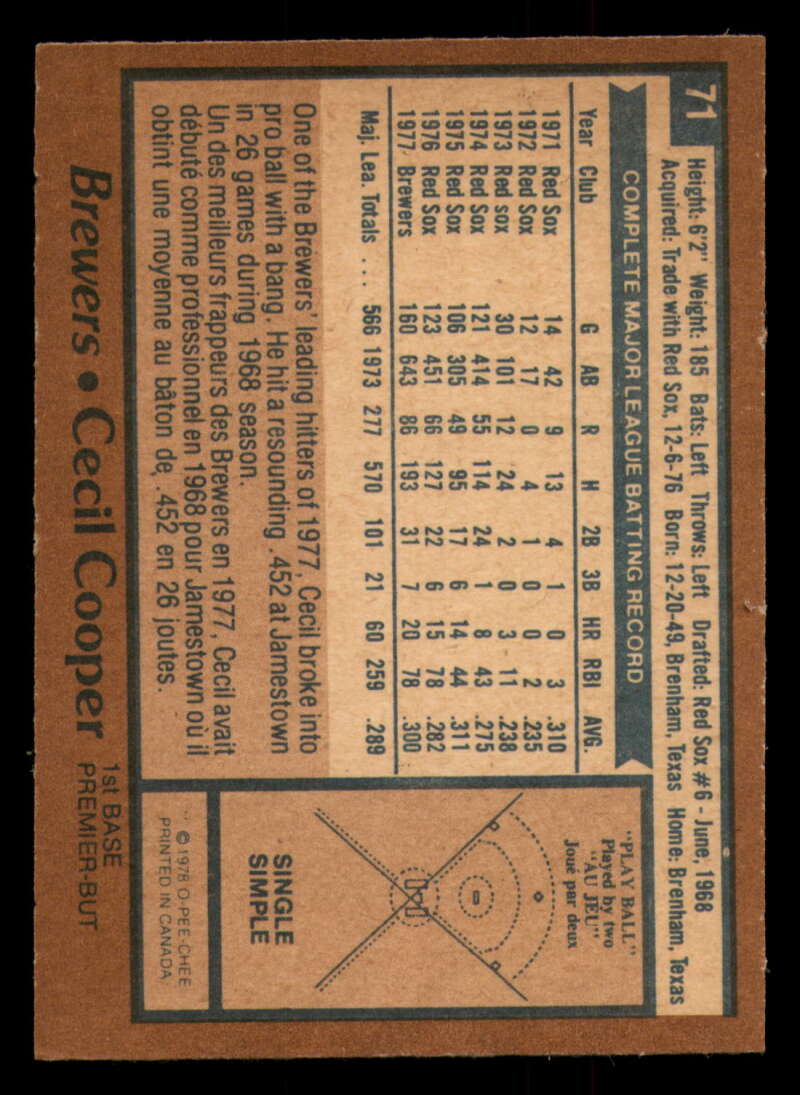 71
Height: 6'2" Weight: 185 Bats: Left Throws: Left Drafted: Red Sox #6 - June, 1968
Acquired: Trade with Red Sox, 12-6-76 Born: 12-20-49, Brenham, Texas Home: Brenham, Texas
COMPLETE MAJOR LEAGUE BATTING RECORD
Year Club G AB R H 2B 3B HR RBI AVG.
1971 Red Sox 14 42 9 13 4 1 0 3 .310
1972 Red Sox 12 17 0 4 1 0 0 2 .235
1973 Red Sox 30 101 12 24 2 0 3 11 .238
1974 Red Sox 121 414 55 114 24 1 8 43 .275
1975 Red Sox 106 305 49 95 17 6 14 44 .311
1976 Red Sox 123 451 66 127 22 6 15 78 .282
1977 Brewers 160 643 86 193 31 7 20 78 .300
Maj. Lea. Totals ... 566 1973 277 570 101 21 60 259 .289
One of the Brewers' leading hitters of 1977, Cecil broke into
pro ball with a bang. He hit a resounding .452 at Jamestown
in 26 games during 1968 season.
Un des meilleurs frappeurs des Brewers en 1977, Cecil avait
débuté comme professionnel en 1968 pour Jamestown où il
obtint une moyenne au bâton de .452 en 26 joutes.
"PLAY BALL"
Played by two
"AU JEU"
Joué par deux
SINGLE
SIMPLE
© 1978 O-PEE-CHEE
PRINTED IN CANADA
Brewers • Cecil Cooper
1st BASE
PREMIER-BUT